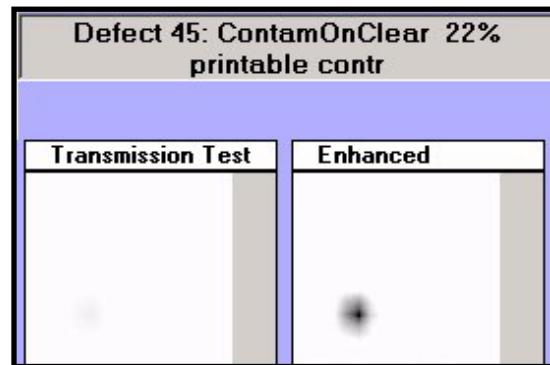 Defect 45: ContamOnClear 22%
printable contr
Transmission Test
Enhanced